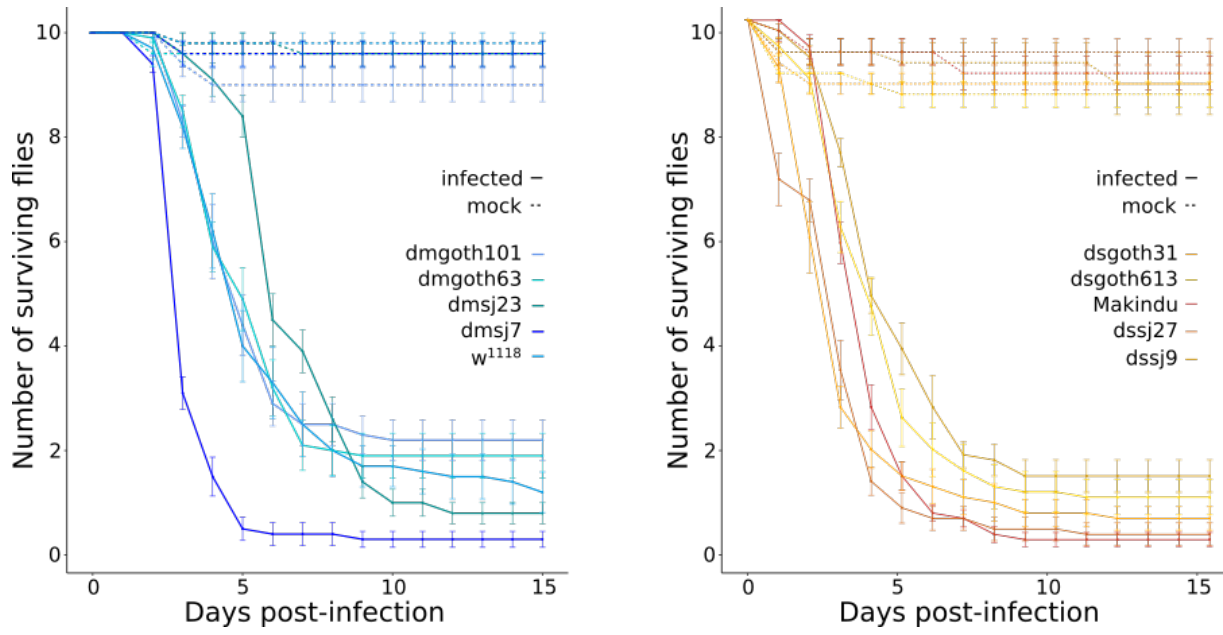 Number of surviving flies
10
8
6
4
2
0
infected
mock
dmgoth101
dmgoth63
dmsj23
dmsj7
w¹¹¹⁸
0
5
10
15
Days post-infection
Number of surviving flies
10
8
6
4
2
0
infected
mock
dsgoth31
dsgoth613
Makindu
dssj27
dssj9
0
5
10
15
Days post-infection